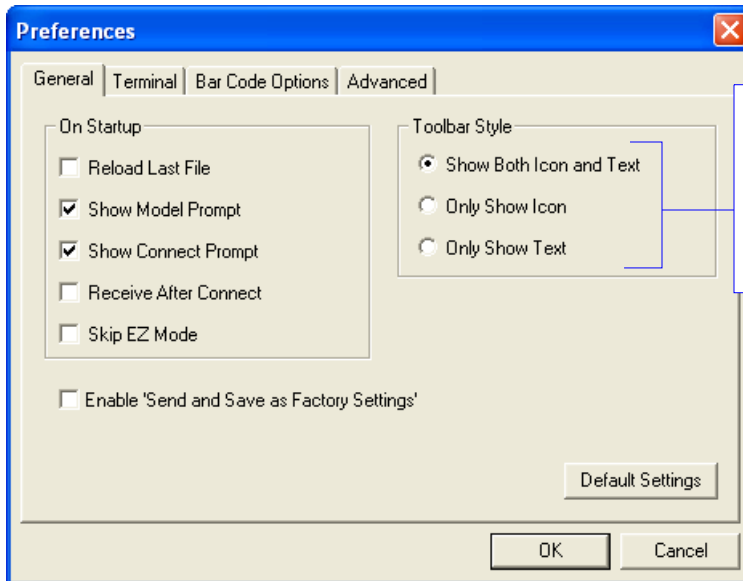 Preferences
General Terminal Bar Code Options Advanced
On Startup
Reload Last File
Show Model Prompt
Show Connect Prompt
Receive After Connect
Skip EZ Mode
Toolbar Style
Show Both Icon and Text
Only Show Icon
Only Show Text
Enable 'Send and Save as Factory Settings'
Default Settings
OK Cancel